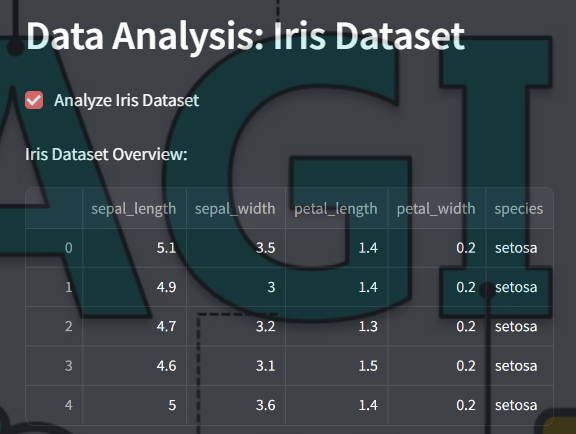 Data Analysis: Iris Dataset
Analyze Iris Dataset
Iris Dataset Overview:
sepal_length sepal_width petal_length petal_width species
0 5.1 3.5 1.4 0.2 setosa
1 4.9 3 1.4 0.2 setosa
2 4.7 3.2 1.3 0.2 setosa
3 4.6 3.1 1.5 0.2 setosa
4 5 3.6 1.4 0.2 setosa
AGI